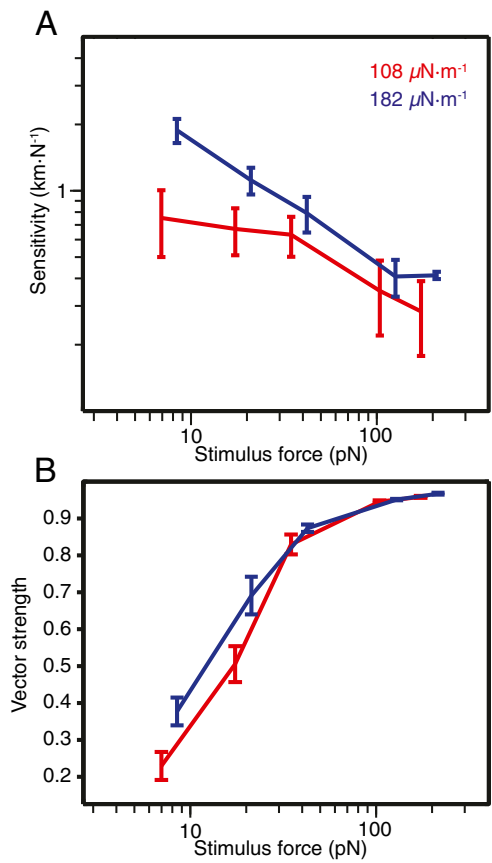 A
108 µN·m⁻¹
182 µN·m⁻¹
Sensitivity (km·N⁻¹)
1
10
100
Stimulus force (pN)
B
Vector strength
0.9
0.8
0.7
0.6
0.5
0.4
0.3
0.2
10
100
Stimulus force (pN)